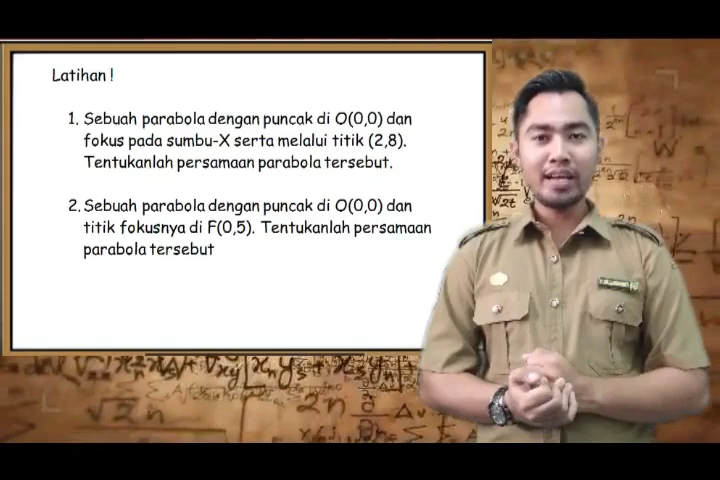 Latihan !
1. Sebuah parabola dengan puncak di O(0,0) dan
fokus pada sumbu-X serta melalui titik (2,8).
Tentukanlah persamaan parabola tersebut.
2. Sebuah parabola dengan puncak di O(0,0) dan
titik fokusnya di F(0,5). Tentukanlah persamaan
parabola tersebut